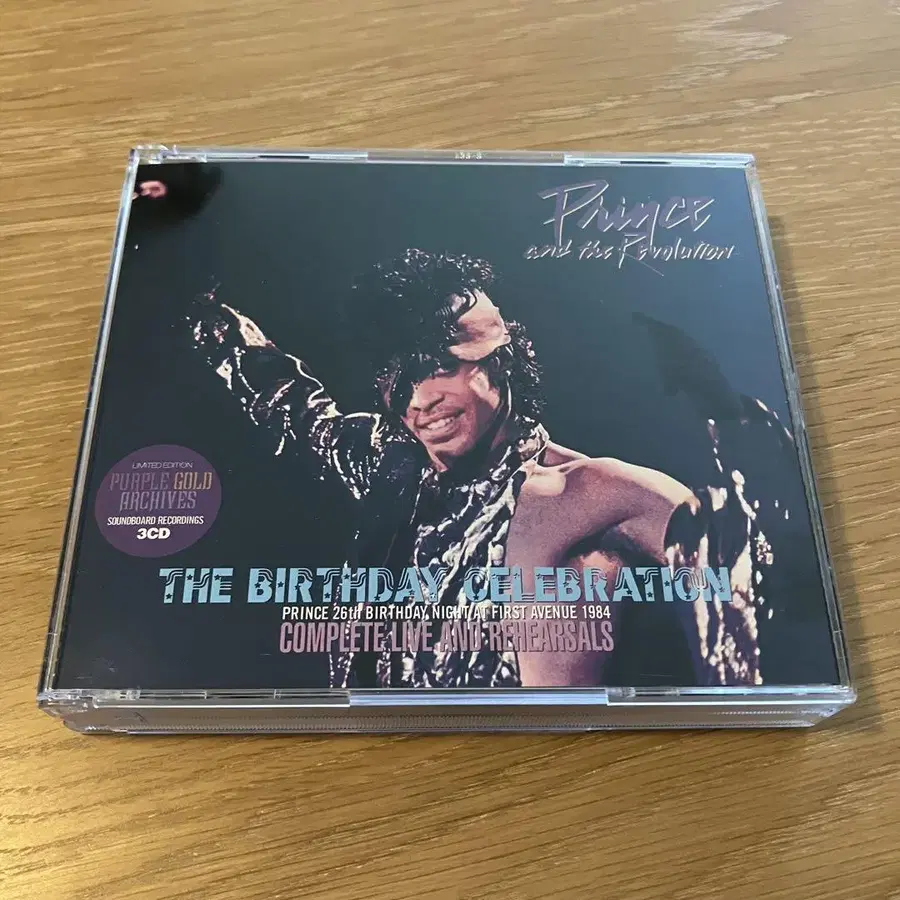 Prince
and the Revolution
LIMITED EDITION
PURPLE GOLD
ARCHIVES
SOUNDBOARD RECORDINGS
3CD
THE BIRTHDAY CELEBRATION
PRINCE 26th BIRTHDAY NIGHT AT FIRST AVENUE 1984
COMPLETE LIVE AND REHEARSALS